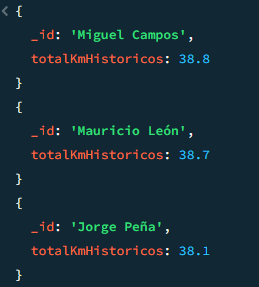 {
_id: 'Miguel Campos',
totalKmHistoricos: 38.8
}
{
_id: 'Mauricio León',
totalKmHistoricos: 38.7
}
{
_id: 'Jorge Peña',
totalKmHistoricos: 38.1
}